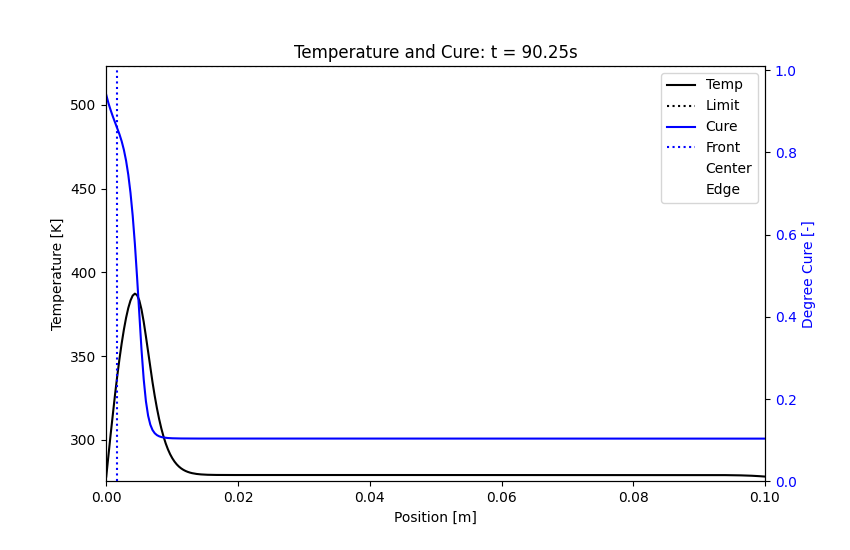 Temperature and Cure: t = 90.25s
Temp
Limit
Cure
Front
Center
Edge
Temperature [K]
500
450
400
350
300
Degree Cure [-]
1.0
0.8
0.6
0.4
0.2
0.0
0.00 0.02 0.04 0.06 0.08 0.10
Position [m]